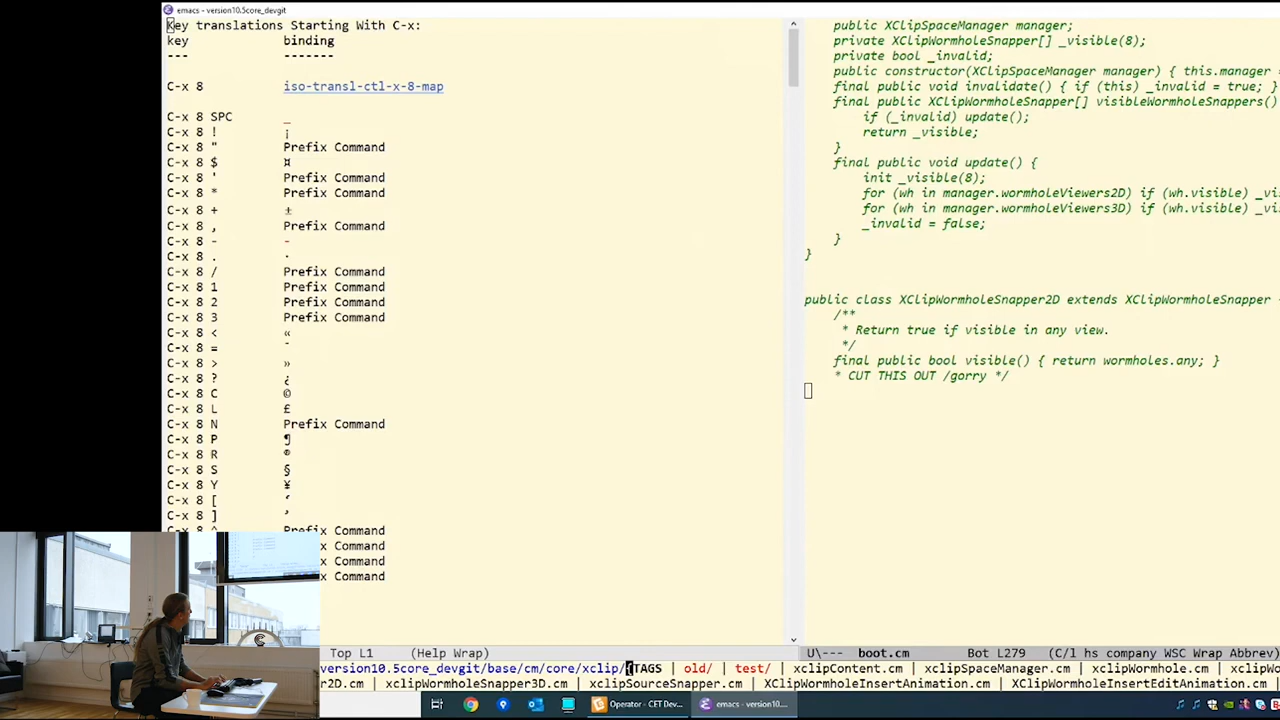 emacs - version10.5core_devgit
Key translations Starting With C-x:
key binding
--- -------
C-x 8 iso-transl-ctl-x-8-map
C-x 8 SPC _
C-x 8 ! ¡
C-x 8 " Prefix Command
C-x 8 $ ¤
C-x 8 ' Prefix Command
C-x 8 * Prefix Command
C-x 8 + ±
C-x 8 , Prefix Command
C-x 8 - -
C-x 8 . ·
C-x 8 / Prefix Command
C-x 8 1 Prefix Command
C-x 8 2 Prefix Command
C-x 8 3 Prefix Command
C-x 8 < «
C-x 8 = ¯
C-x 8 > »
C-x 8 ? ¿
C-x 8 C ©
C-x 8 L £
C-x 8 N Prefix Command
C-x 8 P ¶
C-x 8 R ®
C-x 8 S §
C-x 8 Y ¥
C-x 8 [ ‘
C-x 8 ] ’
C-x 8 ^ Prefix Command
x Command
x Command
x Command
Top L1 (Help Wrap)
public XClipSpaceManager manager;
private XClipWormholeSnapper[] _visible(8);
private bool _invalid;
public constructor(XClipSpaceManager manager) { this.manager =
final public void invalidate() { if (this) _invalid = true; }
final public XClipWormholeSnapper[] visibleWormholeSnappers()
if (_invalid) update();
return _visible;
}
final public void update() {
init _visible(8);
for (wh in manager.wormholeViewers2D) if (wh.visible) _vi
for (wh in manager.wormholeViewers3D) if (wh.visible) _vi
_invalid = false;
}
}
public class XClipWormholeSnapper2D extends XClipWormholeSnapper
/**
* Return true if visible in any view.
*/
final public bool visible() { return wormholes.any; }
* CUT THIS OUT /gorry */
U\--- boot.cm Bot L279 (C/l hs company WSC Wrap Abbrev)
version10.5core_devgit/base/cm/core/xclip/{TAGS | old/ | test/ | xclipContent.cm | xclipSpaceManager.cm | xclipWormhole.cm | xclipWo
r2D.cm | xclipWormholeSnapper3D.cm | xclipSourceSnapper.cm | XClipWormholeInsertAnimation.cm | XClipWormholeInsertEditAnimation.cm |
Operator - CET Dev... emacs - version10....